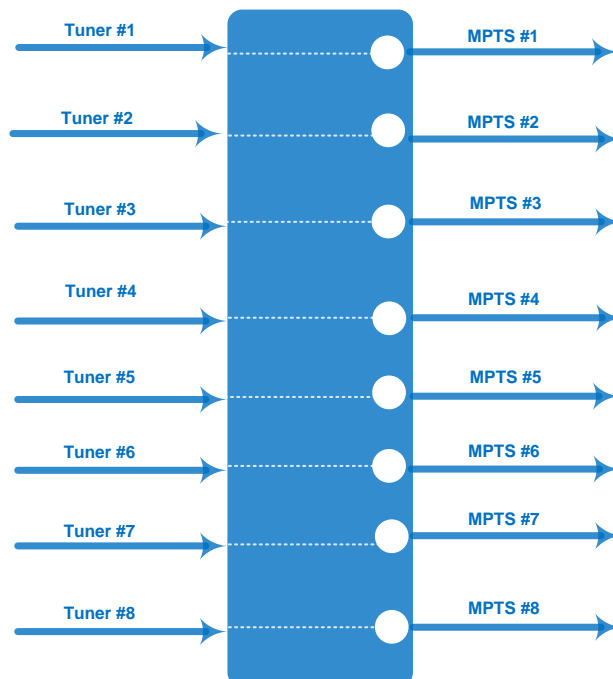 Tuner #1
MPTS #1
Tuner #2
MPTS #2
Tuner #3
MPTS #3
Tuner #4
MPTS #4
Tuner #5
MPTS #5
Tuner #6
MPTS #6
Tuner #7
MPTS #7
Tuner #8
MPTS #8